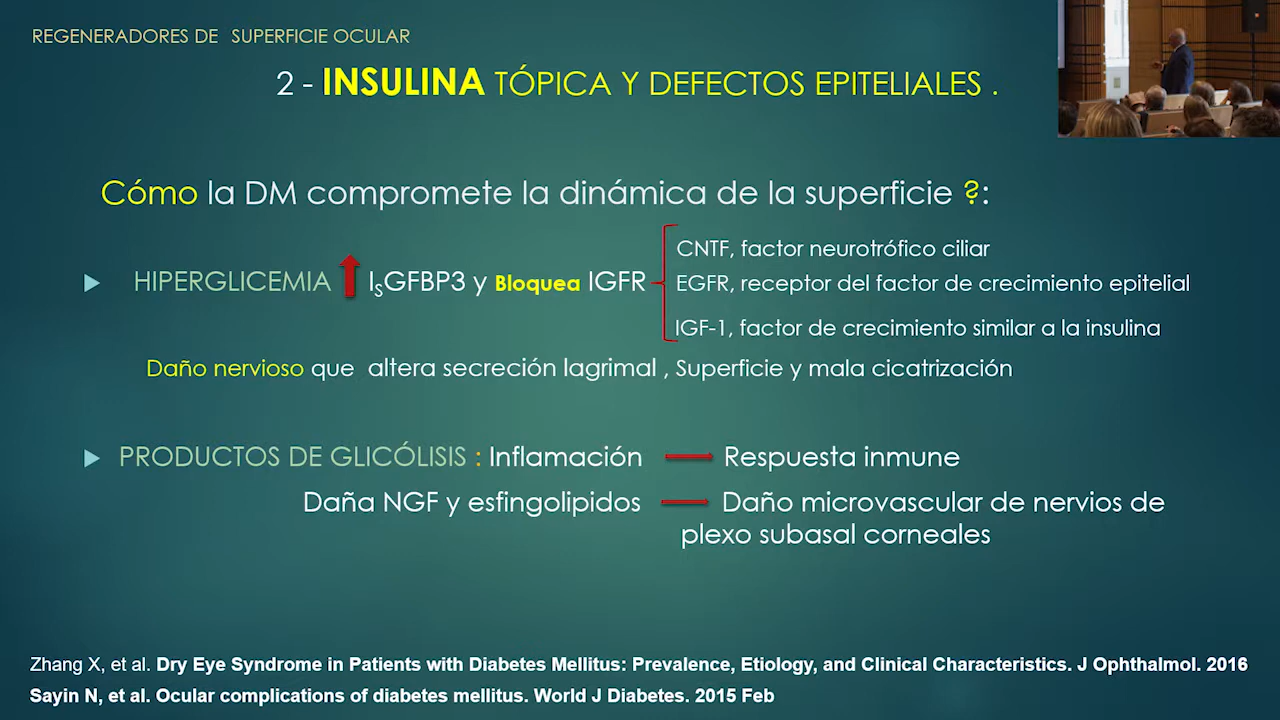 REGENERADORES DE SUPERFICIE OCULAR
2 - INSULINA TÓPICA Y DEFECTOS EPITELIALES .
Cómo la DM compromete la dinámica de la superficie ?:
HIPERGLICEMIA ISGFBP3 y Bloquea IGFR
CNTF, factor neurotrófico ciliar
EGFR, receptor del factor de crecimiento epitelial
IGF-1, factor de crecimiento similar a la insulina
Daño nervioso que altera secreción lagrimal , Superficie y mala cicatrización
PRODUCTOS DE GLICÓLISIS : Inflamación Respuesta inmune
Daña NGF y esfingolipidos Daño microvascular de nervios de
plexo subasal corneales
Zhang X, et al. Dry Eye Syndrome in Patients with Diabetes Mellitus: Prevalence, Etiology, and Clinical Characteristics. J Ophthalmol. 2016
Sayin N, et al. Ocular complications of diabetes mellitus. World J Diabetes. 2015 Feb